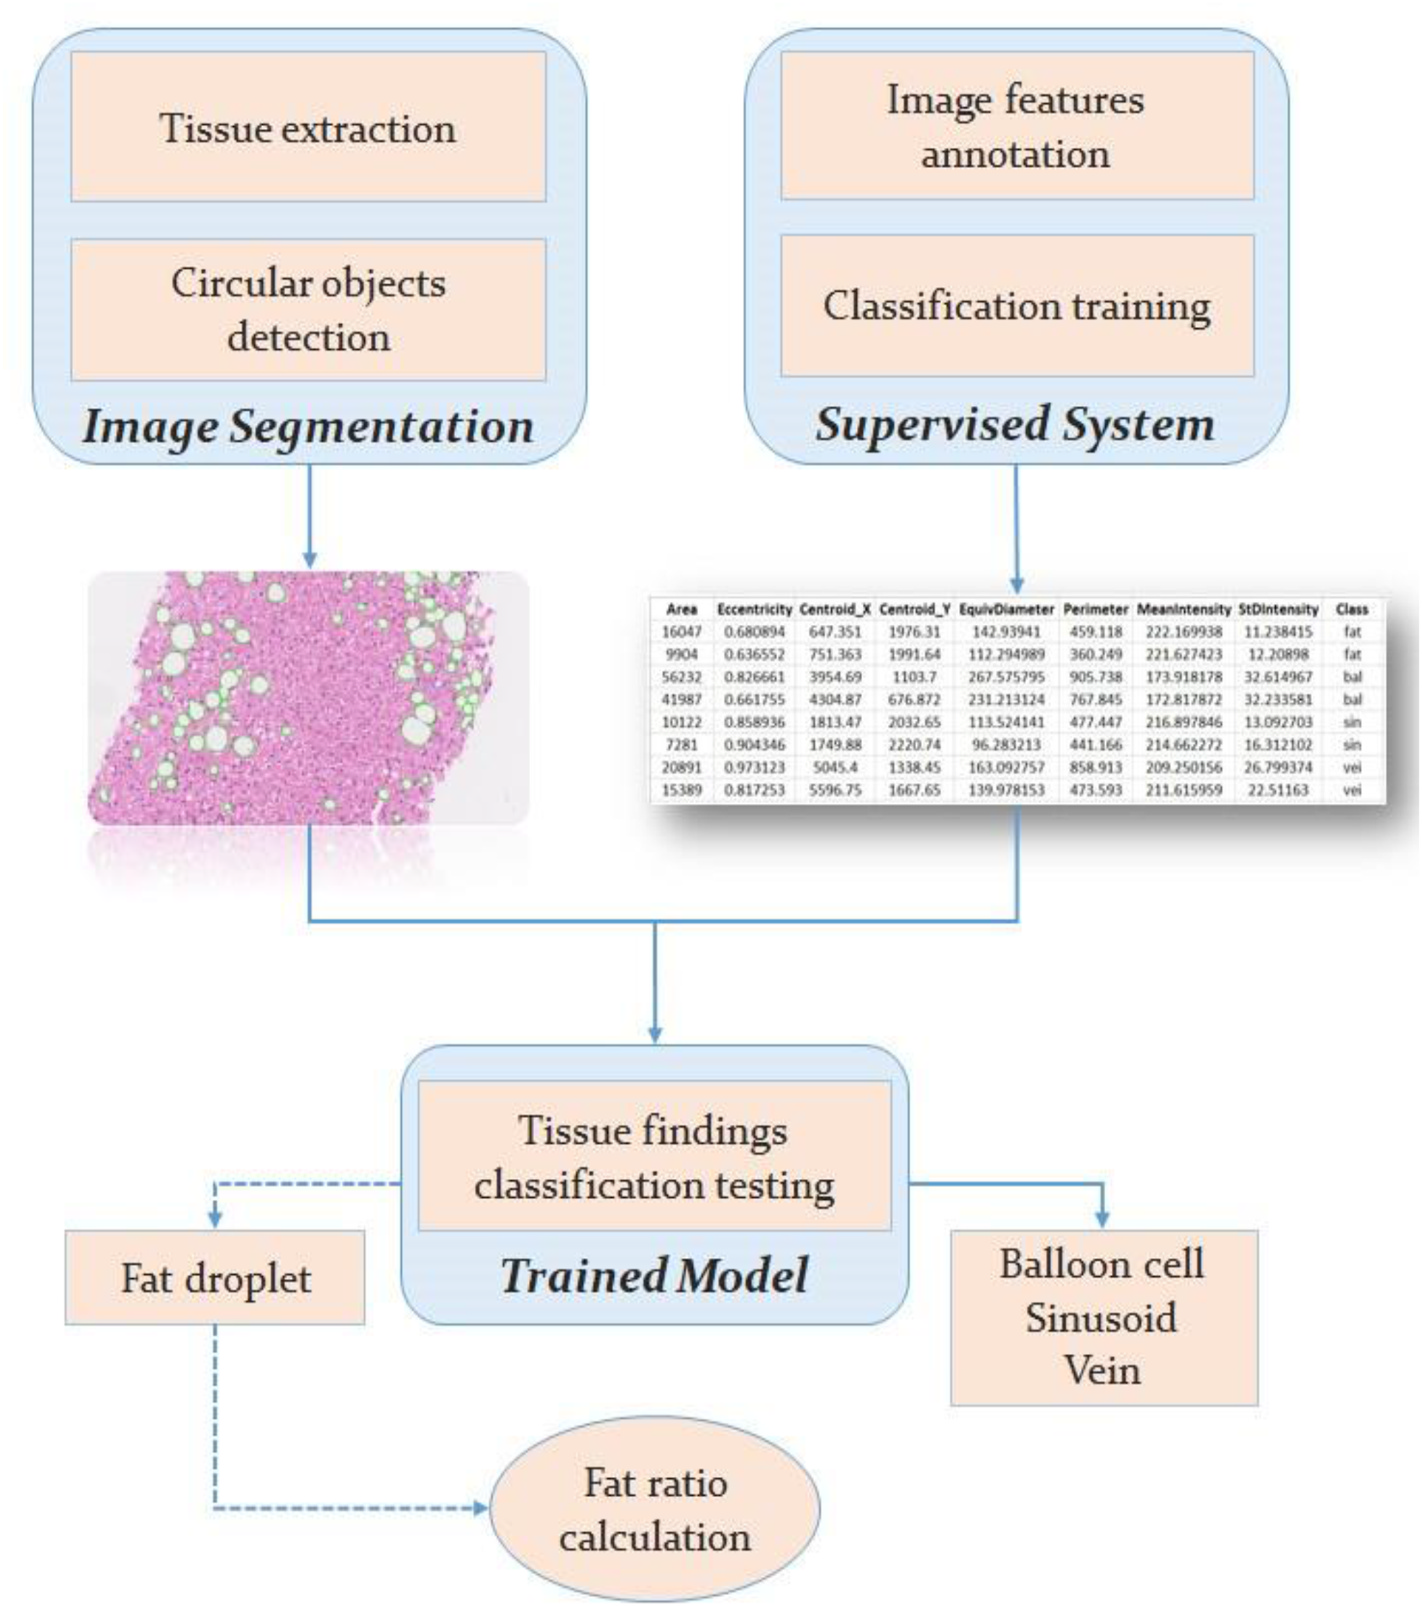 Tissue extraction
Circular objects
detection
Image Segmentation
Image features
annotation
Classification training
Supervised System
Area Eccentricity Centroid_X Centroid_Y EquivDiameter Perimeter MeanIntensity StDIntensity Class
16047 0.680894 647.351 1976.31 142.93941 459.118 222.169938 11.238415 fat
9904 0.636552 751.363 1991.64 112.294989 360.249 221.627423 12.20898 fat
56232 0.826661 3954.69 1103.7 267.575795 905.738 173.918178 32.614967 bal
41987 0.661755 4304.87 676.872 231.213124 767.845 172.817872 32.233581 bal
10122 0.858936 1813.47 2032.65 113.524141 477.447 216.897846 13.092703 sin
7281 0.904346 1749.88 2220.74 96.283213 441.166 214.662272 16.312102 sin
20891 0.973123 5045.4 1338.45 163.092757 858.913 209.250156 26.799374 vei
15389 0.817253 5596.75 1667.65 139.978153 473.593 211.615959 22.51163 vei
Tissue findings
classification testing
Trained Model
Fat droplet
Balloon cell
Sinusoid
Vein
Fat ratio
calculation